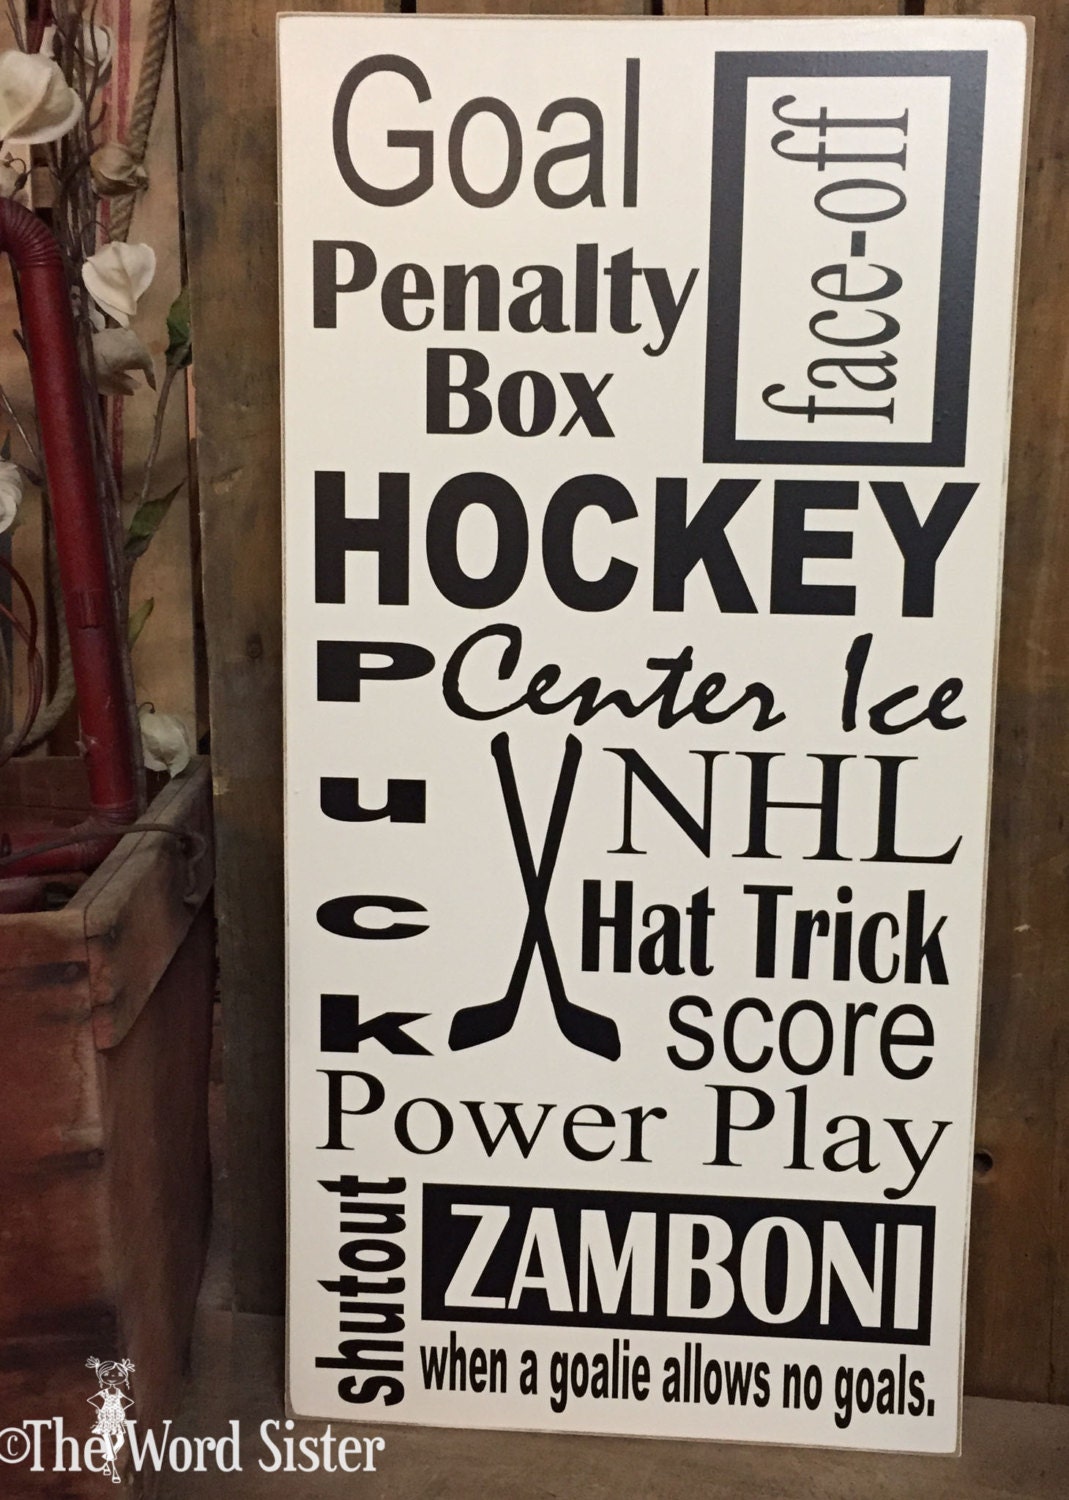 Goal
face-off
Penalty
Box
HOCKEY
Puck
Center Ice
NHL
Hat Trick
score
Power Play
shutout
ZAMBONI
when a goalie allows no goals.
©The Word Sister